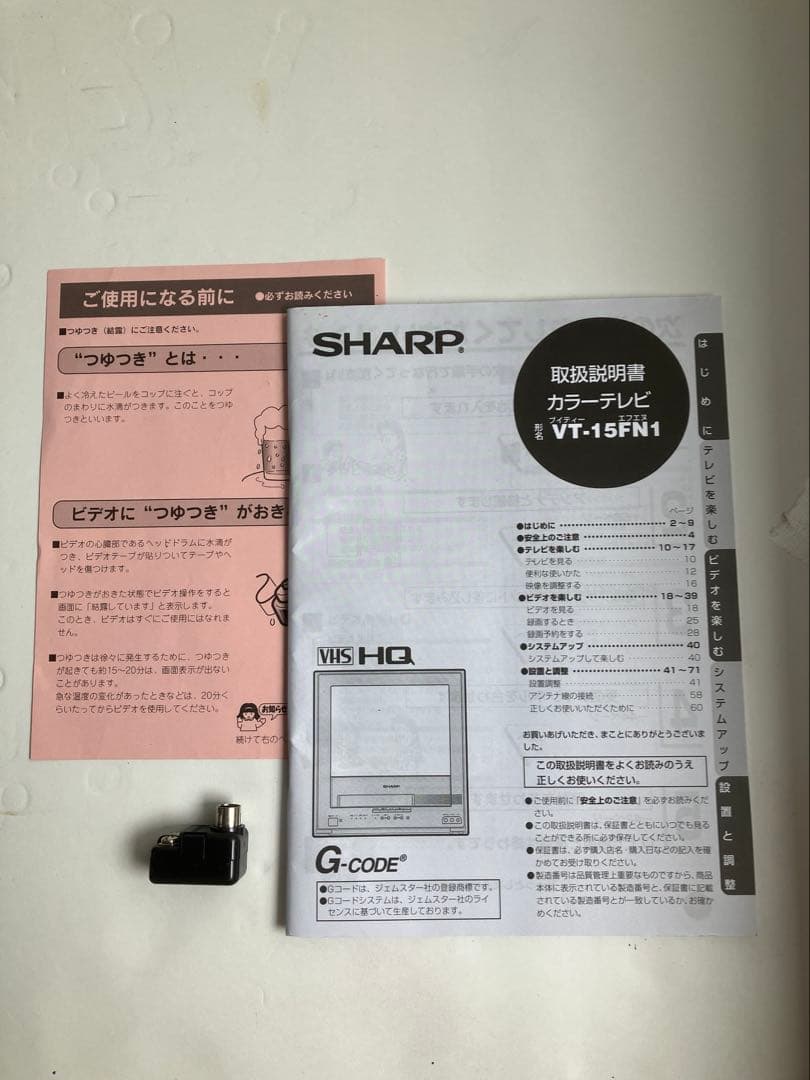 ご使用になる前に ●必ずお読みください
■つゆつき（結露）にご注意ください。
“つゆつき”とは・・・
■よく冷えたビールをコップに注ぐと、コップ
のまわりに水滴がつきます。このことをつゆ
つきといいます。
ビデオに“つゆつき”がおき
■ビデオの心臓部であるヘッドドラムに水滴が
つき、ビデオテープが貼りついてテープやヘ
ッドを傷つけます。
■つゆつきがおきた状態でビデオ操作をすると
画面に「結露しています」と表示します。
このとき、ビデオはすぐにご使用にはなれま
せん。
■つゆつきは徐々に発生するために、つゆつき
が起きても約15〜20分は、画面表示が出ない
ことがあります。
急な温度の変化があったときなどは、20分く
らいたってからビデオを使用してください。
お知らせ
続けて右のペ
SHARP®
取扱説明書
カラーテレビ
ブイティー エフエヌ
形名 VT-15FN1
ページ
●はじめに 2〜9
●安全上のご注意 4
●テレビを楽しむ 10〜17
テレビを見る 10
便利な使いかた 12
映像を調整する 16
●ビデオを楽しむ 18〜39
ビデオを見る 18
録画するとき 25
録画予約をする 28
●システムアップ 40
システムアップして楽しむ 40
●設置と調整 41〜71
設置調整 41
アンテナ線の接続 58
正しくお使いいただくために 60
お買いあげいただき、まことにありがとうございま
した。
この取扱説明書をよくお読みのうえ
正しくお使いください。
●ご使用前に「安全上のご注意」を必ずお読みくだ
さい。
●この取扱説明書は、保証書とともにいつでも見る
ことができる所に必ず保存してください。
●保証書は、必ず購入店名・購入日などの記入を確
かめてお受け取りください。
●製造番号は品質管理上重要なものですから、商品
本体に表示されている製造番号と、保証書に記載
されている製造番号とが一致しているか、お確か
めください。
VHS HQ
SHARP
G-CODE®
●Gコードは、ジェムスター社の登録商標です。
●Gコードシステムは、ジェムスター社のライ
センスに基づいて生産しております。
はじめに
テレビを楽しむ
ビデオを楽しむ
システムアップ
設置と調整